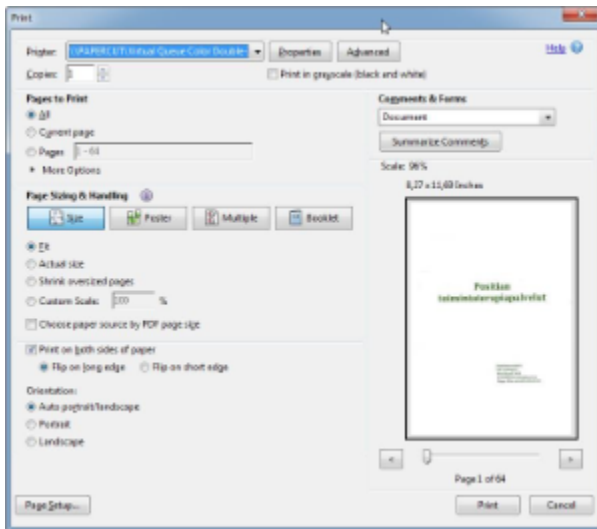 Print
Printer: \\PAPERCUT\Virtual Queue Color Double- Properties Advanced Help
Copies: 1 Print in grayscale (black and white)
Pages to Print
All
Current page
Pages 1 - 64
More Options
Page Sizing & Handling
Size Poster Multiple Booklet
Fit
Actual size
Shrink oversized pages
Custom Scale: 100 %
Choose paper source by PDF page size
Print on both sides of paper
Flip on long edge Flip on short edge
Orientation:
Auto portrait/landscape
Portrait
Landscape
Comments & Forms
Document
Summarize Comments
Scale: 96%
8,27 x 11,69 Inches
toimintoterapiapalvelut
< >
Page 1 of 64
Page Setup... Print Cancel